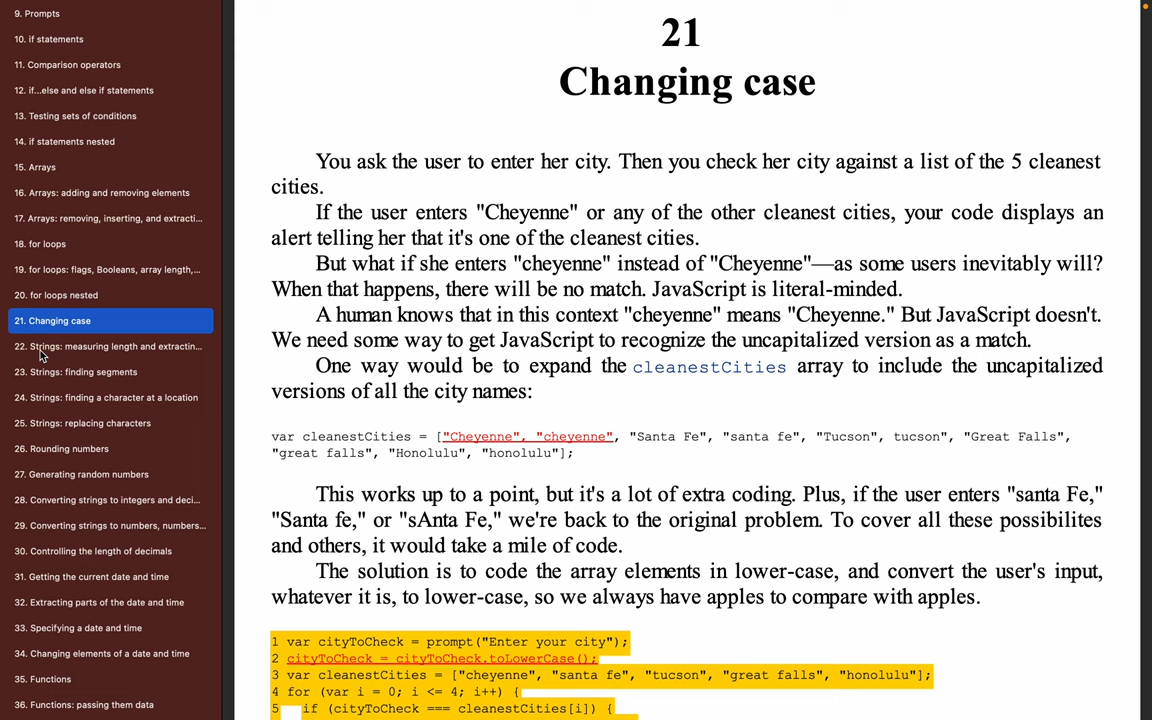 9. Prompts
10. if statements
11. Comparison operators
12. if...else and else if statements
13. Testing sets of conditions
14. if statements nested
15. Arrays
16. Arrays: adding and removing elements
17. Arrays: removing, inserting, and extracti...
18. for loops
19. for loops: flags, Booleans, array length,...
20. for loops nested
21. Changing case
22. Strings: measuring length and extractin...
23. Strings: finding segments
24. Strings: finding a character at a location
25. Strings: replacing characters
26. Rounding numbers
27. Generating random numbers
28. Converting strings to integers and deci...
29. Converting strings to numbers, numbers...
30. Controlling the length of decimals
31. Getting the current date and time
32. Extracting parts of the date and time
33. Specifying a date and time
34. Changing elements of a date and time
35. Functions
36. Functions: passing them data
21
Changing case
You ask the user to enter her city. Then you check her city against a list of the 5 cleanest
cities.
If the user enters "Cheyenne" or any of the other cleanest cities, your code displays an
alert telling her that it's one of the cleanest cities.
But what if she enters "cheyenne" instead of "Cheyenne"—as some users inevitably will?
When that happens, there will be no match. JavaScript is literal-minded.
A human knows that in this context "cheyenne" means "Cheyenne." But JavaScript doesn't.
We need some way to get JavaScript to recognize the uncapitalized version as a match.
One way would be to expand the cleanestCities array to include the uncapitalized
versions of all the city names:
var cleanestCities = ["Cheyenne", "cheyenne", "Santa Fe", "santa fe", "Tucson", tucson", "Great Falls",
"great falls", "Honolulu", "honolulu"];
This works up to a point, but it's a lot of extra coding. Plus, if the user enters "santa Fe,"
"Santa fe," or "sAnta Fe," we're back to the original problem. To cover all these possibilites
and others, it would take a mile of code.
The solution is to code the array elements in lower-case, and convert the user's input,
whatever it is, to lower-case, so we always have apples to compare with apples.
1 var cityToCheck = prompt("Enter your city");
2 cityToCheck = cityToCheck.toLowerCase();
3 var cleanestCities = ["cheyenne", "santa fe", "tucson", "great falls", "honolulu"];
4 for (var i = 0; i <= 4; i++) {
5 if (cityToCheck === cleanestCities[i]) {